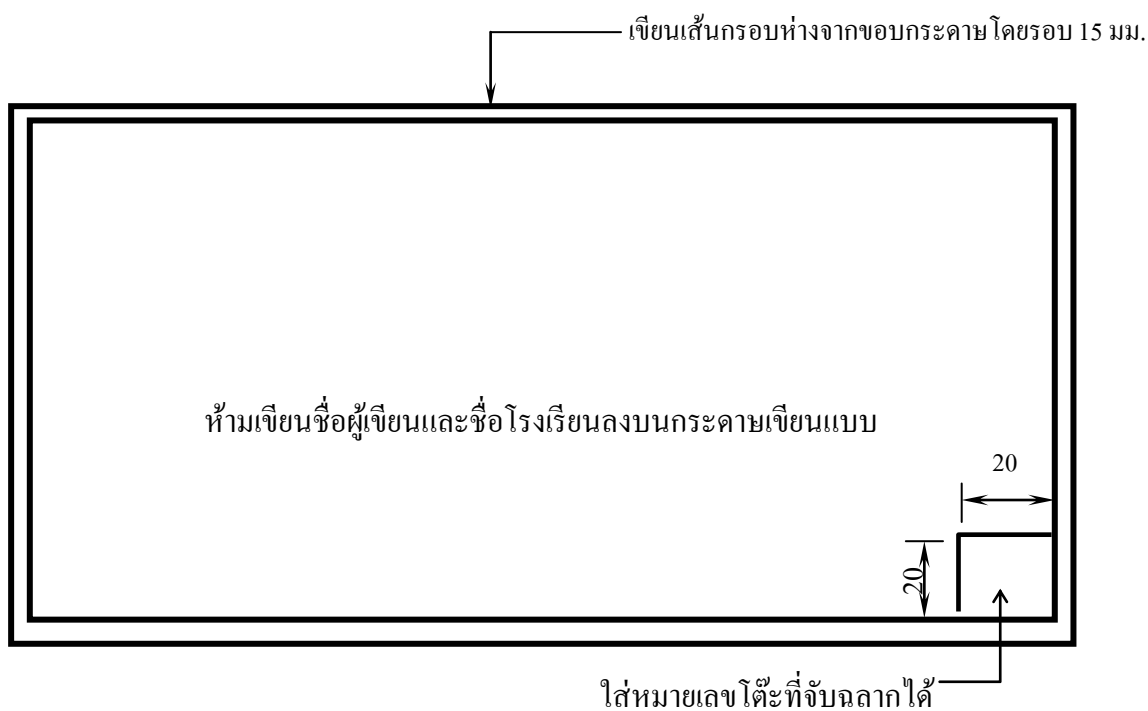 เขียนเส้นกรอบห่างจากขอบกระดาษโดยรอบ 15 มม.
ห้ามเขียนชื่อผู้เขียนและชื่อโรงเรียนลงบนกระดาษเขียนแบบ
20
20
ใส่หมายเลขโต๊ะที่จับฉลากได้